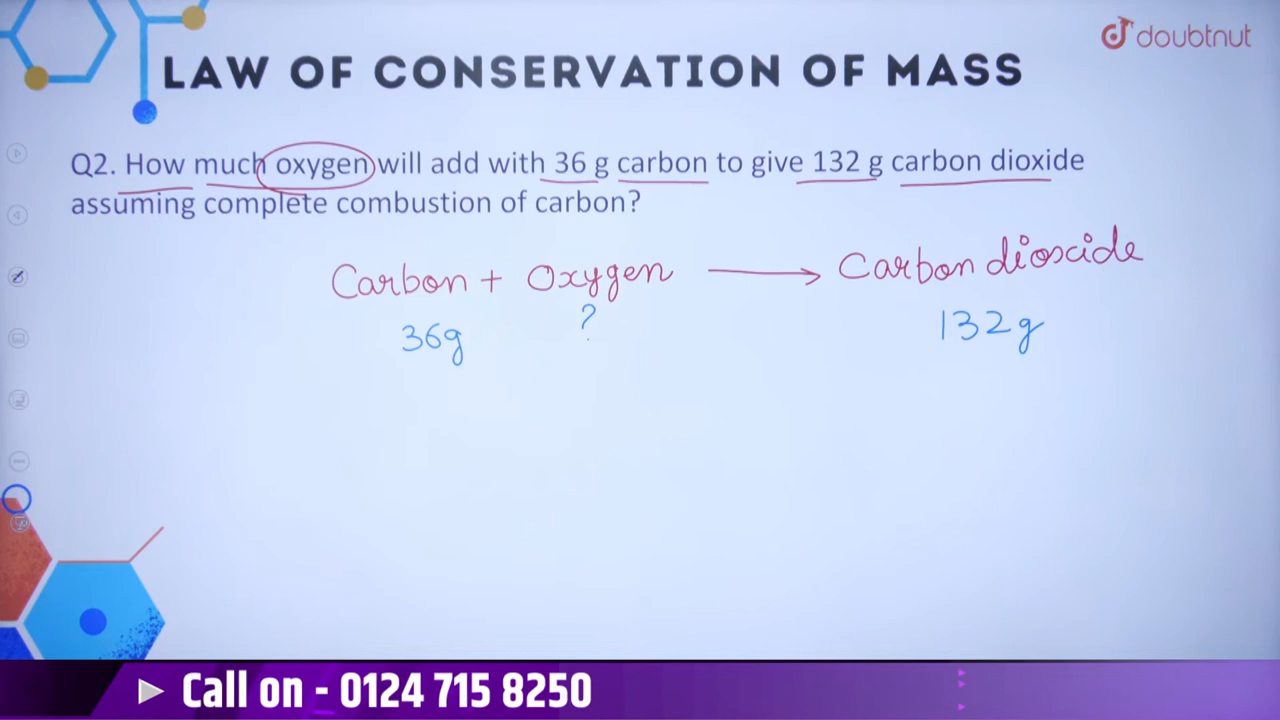 doubtnut
LAW OF CONSERVATION OF MASS
Q2. How much oxygen will add with 36 g carbon to give 132 g carbon dioxide
assuming complete combustion of carbon?
Carbon + Oxygen ⟶ Carbon dioxide
36g ? 132g
Call on - 0124 715 8250